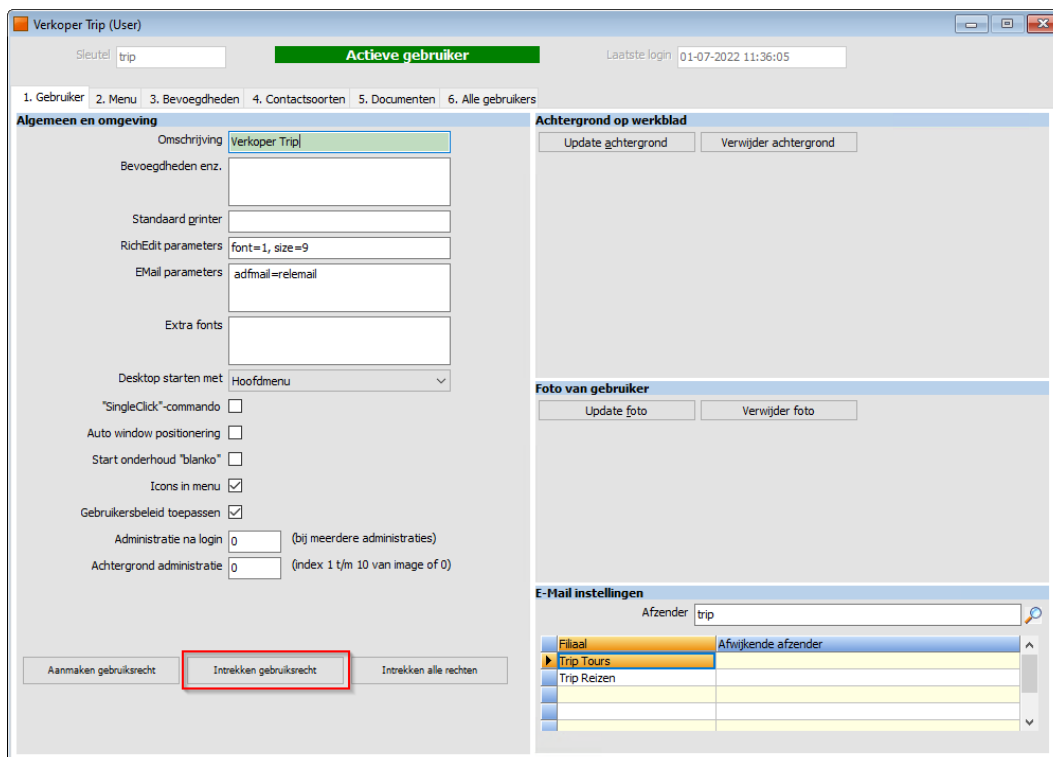 Verkoper Trip (User)
Sleutel trip
Actieve gebruiker
Laatste login 01-07-2022 11:36:05
1. Gebruiker 2. Menu 3. Bevoegdheden 4. Contactsoorten 5. Documenten 6. Alle gebruikers
Algemeen en omgeving
Omschrijving Verkoper Trip
Bevoegdheden enz.
Standaard printer
RichEdit parameters font=1, size=9
EMail parameters adfmail=relemail
Extra fonts
Desktop starten met Hoofdmenu
"SingleClick"-commando
Auto window positionering
Start onderhoud "blanko"
Icons in menu
Gebruikersbeleid toepassen
Administratie na login 0 (bij meerdere administraties)
Achtergrond administratie 0 (index 1 t/m 10 van image of 0)
Aanmaken gebruiksrecht Intrekken gebruiksrecht Intrekken alle rechten
Achtergrond op werkblad
Update achtergrond Verwijder achtergrond
Foto van gebruiker
Update foto Verwijder foto
E-Mail instellingen
Afzender trip
Filiaal Afwijkende afzender
Trip Tours
Trip Reizen